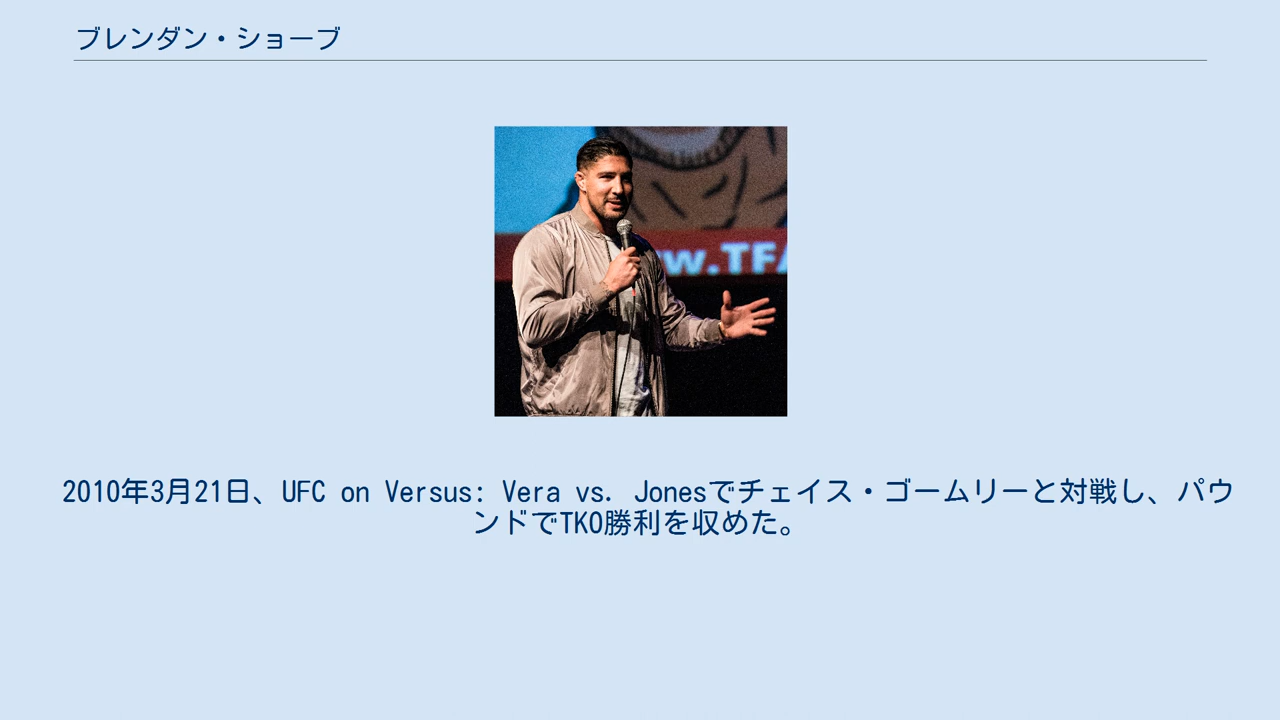 ブレンダン・ショーブ
ww.TFA
2010年3月21日、UFC on Versus: Vera vs. Jonesでチェイス・ゴームリーと対戦し、パウ
ンドでTKO勝利を収めた。